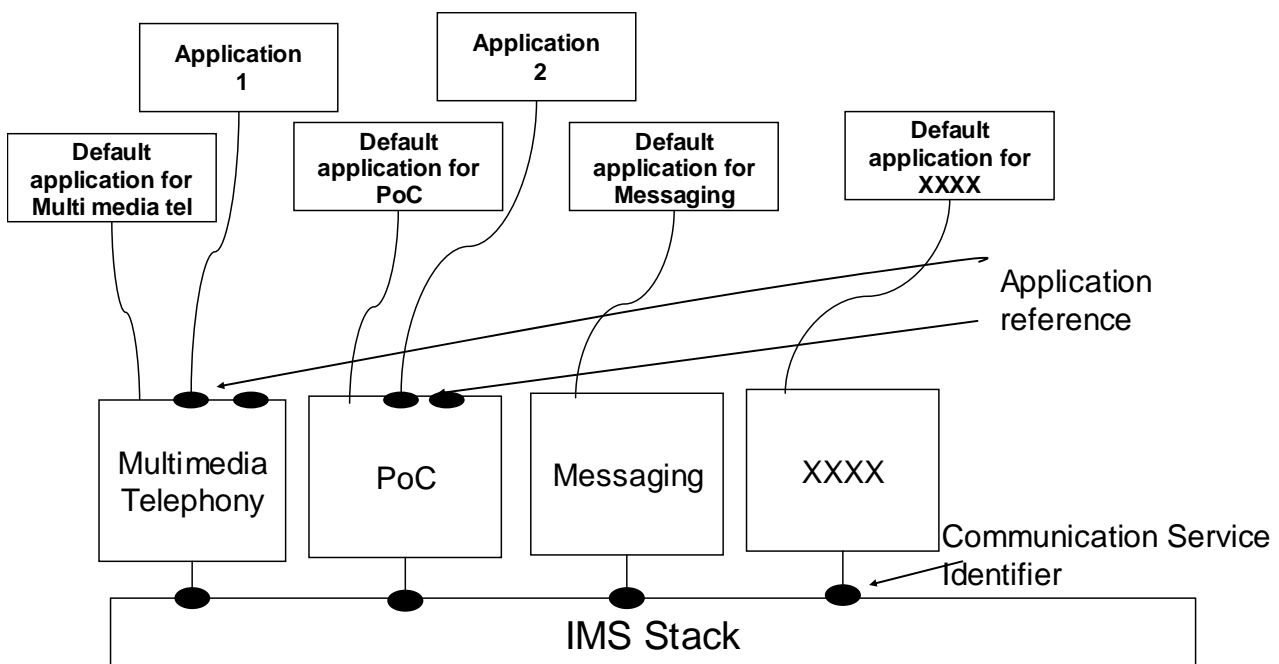 Application
1
Application
2
Default
application for
Multi media tel
Default
application for
PoC
Default
application for
Messaging
Default
application for
XXXX
Application
reference
Multimedia
Telephony
PoC
Messaging
XXXX
Communication Service
Identifier
IMS Stack